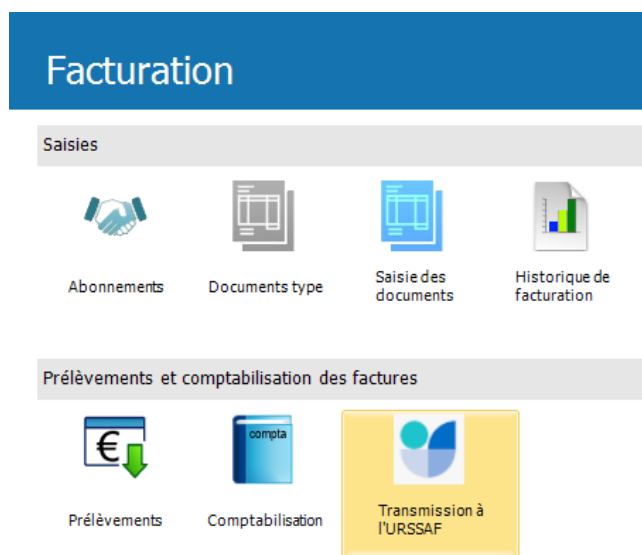 Facturation
Saisies
Abonnements
Documents type
Saisie des
documents
Historique de
facturation
Prélèvements et comptabilisation des factures
€
compta
Prélèvements
Comptabilisation
Transmission à
l'URSSAF